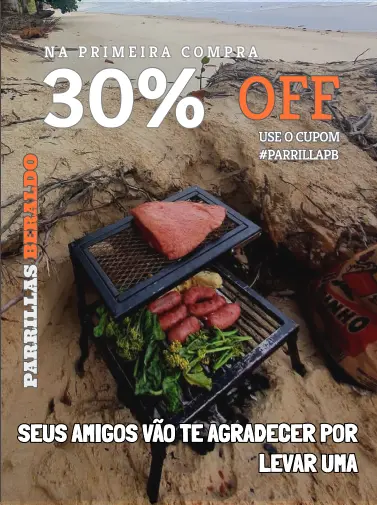 NA PRIMEIRA COMPRA
30% OFF
USE O CUPOM
#PARRILLAPB
PARRILLAS BERALDO
SEUS AMIGOS VÃO TE AGRADECER POR
LEVAR UMA